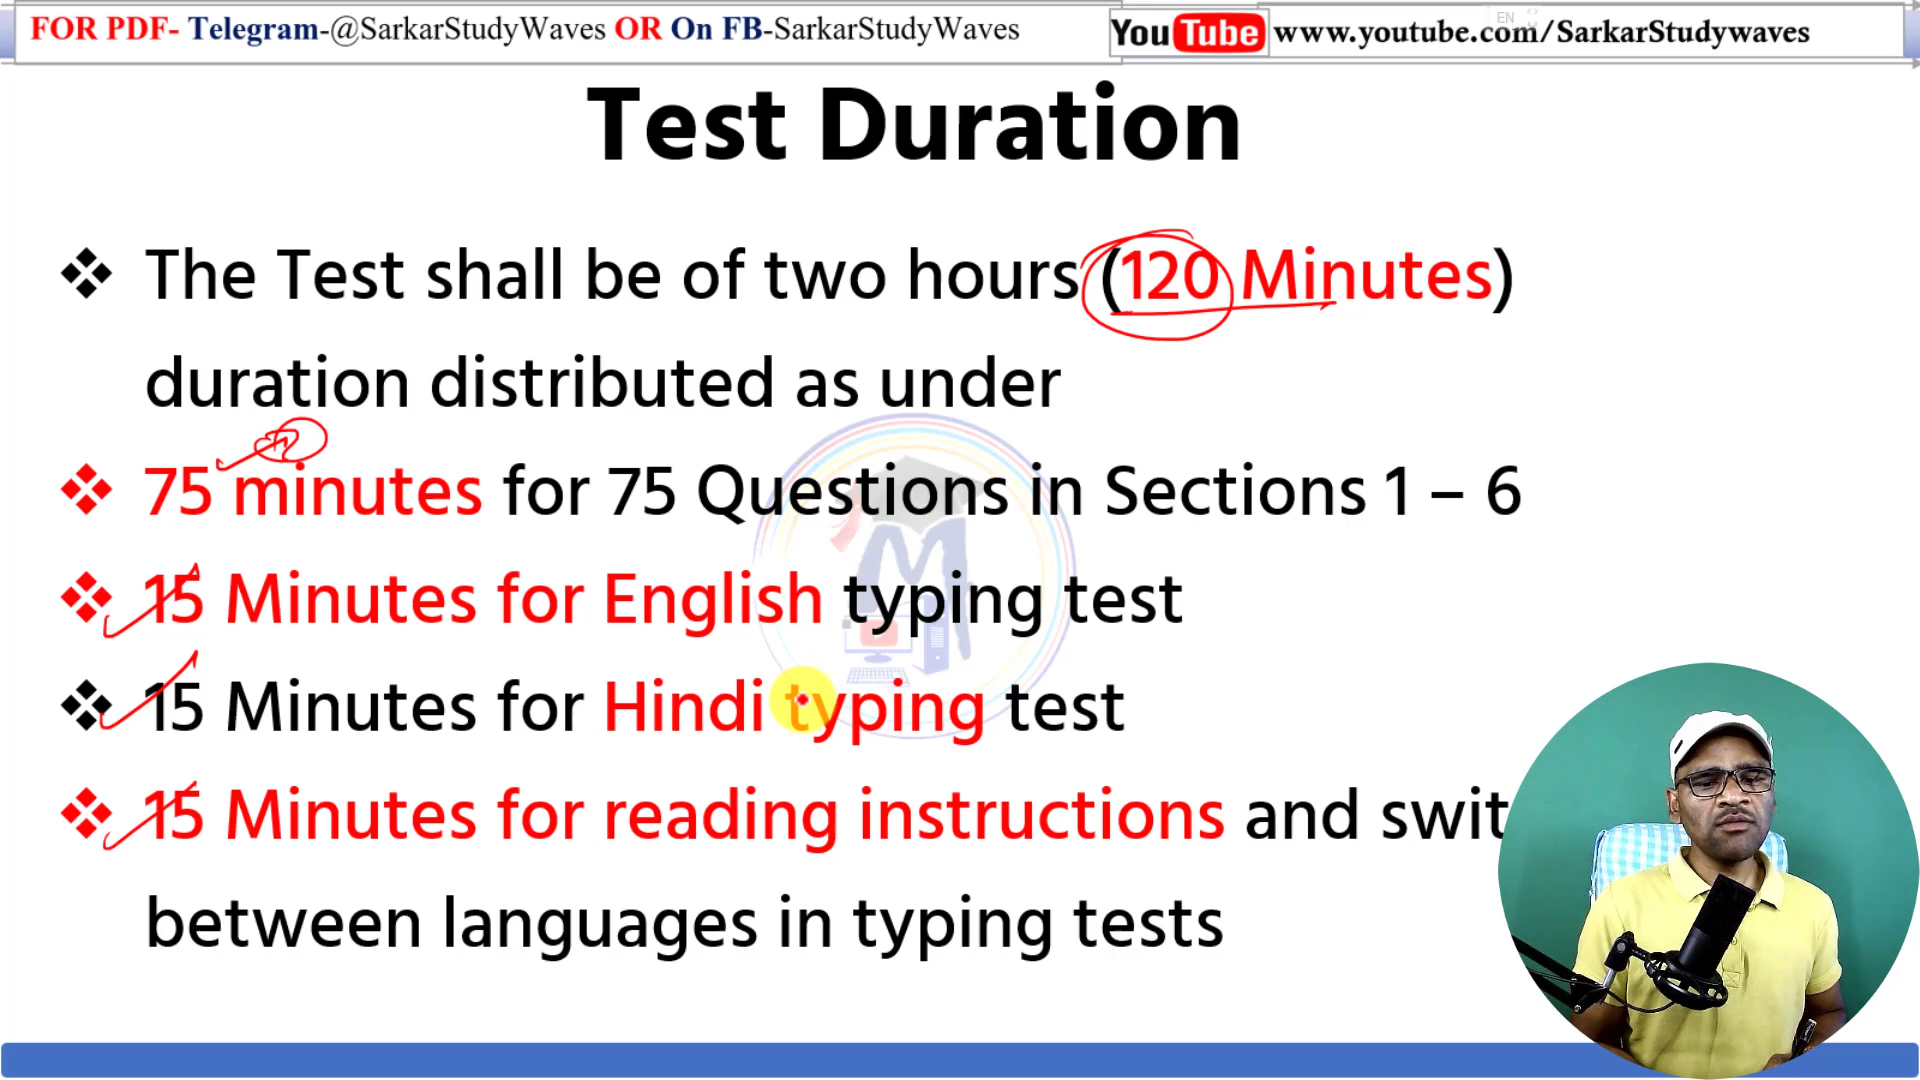 FOR PDF- Telegram-@SarkarStudyWaves OR On FB-SarkarStudyWaves
YouTube www.youtube.com/SarkarStudywaves
EN
Test Duration
❖ The Test shall be of two hours (120 Minutes)
duration distributed as under
❖ 75 minutes for 75 Questions in Sections 1 – 6
❖ 15 Minutes for English typing test
❖ 15 Minutes for Hindi typing test
❖ 15 Minutes for reading instructions and swit
between languages in typing tests